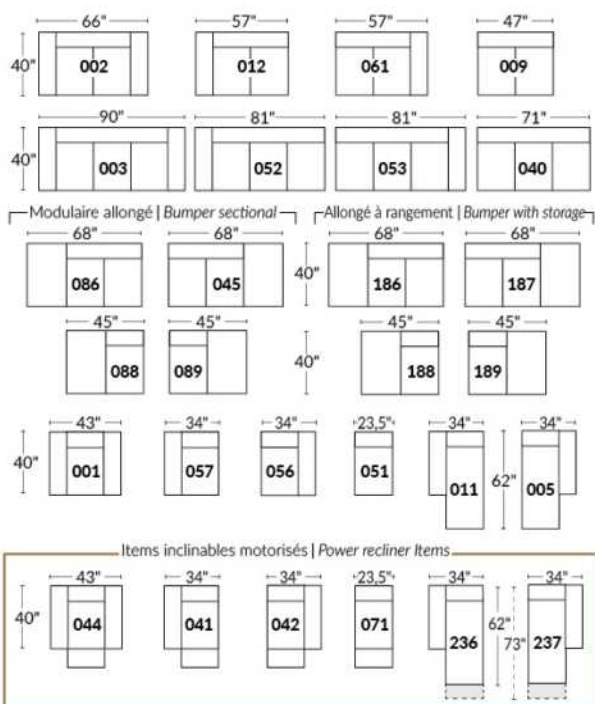 66" 57" 57" 47"
40" 002 012 061 009
90" 81" 81" 71"
40" 003 052 053 040
Modulaire allongé | Bumper sectional Allongé à rangement | Bumper with storage
68" 68" 68" 68"
086 045 40" 186 187
45" 45" 45" 45"
088 089 40" 188 189
43" 34" 34" 23,5" 34" 34"
40" 001 057 056 051 011 62" 005
Items inclinables motorisés | Power recliner Items
43" 34" 34" 23,5" 34" 34"
40" 044 041 042 071 236 62" 73" 237